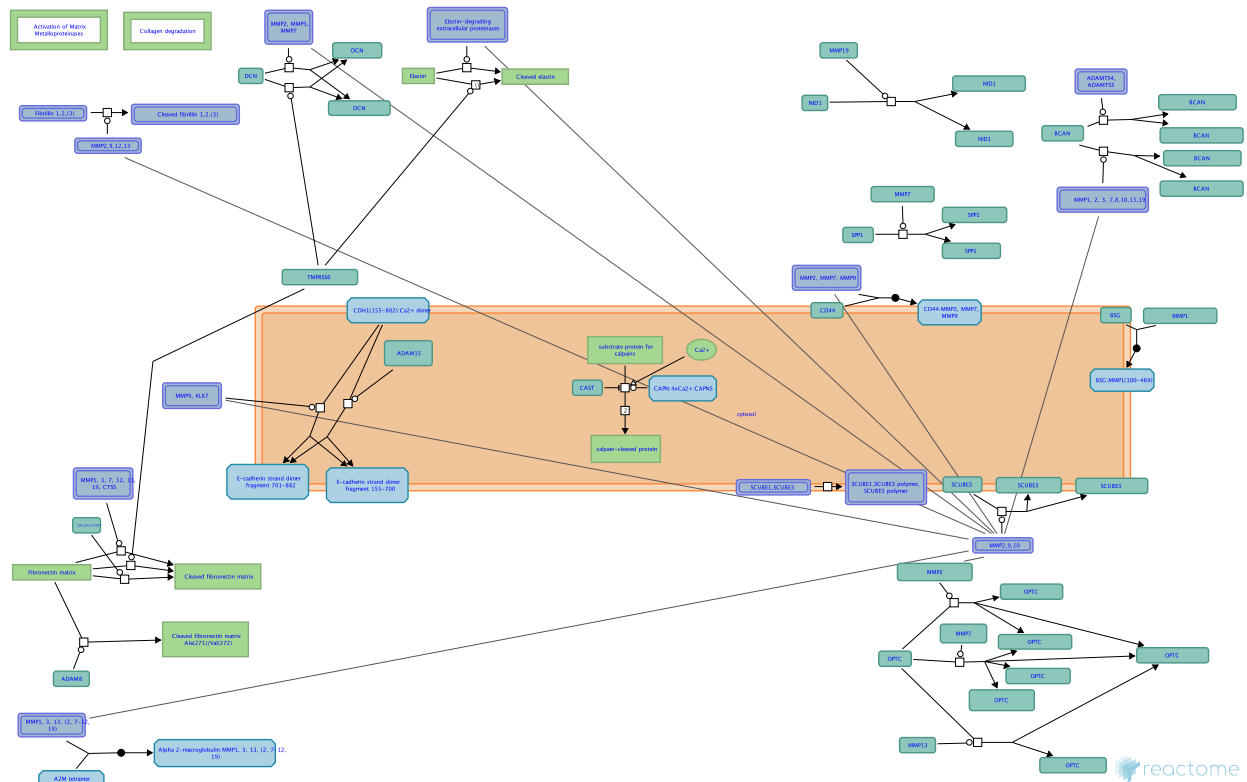 Activation of Matrix
Metalloproteinases
Collagen degradation
MMP2, MMP3,
MMP7
Elastin-degrading
extracellular proteinases
DCN
DCN
DCN
Elastin
Cleaved elastin
MMP19
NID1
NID1
NID1
ADAMTS4,
ADAMTS5
BCAN
BCAN
BCAN
BCAN
BCAN
Fibrillin 1,2,(3)
Cleaved fibrillin 1,2,(3)
MMP2,9,12,13
MMP1, 2, 3, 7,8,10,13,19
MMP7
SPP1
SPP1
SPP1
TMPRSS6
MMP2, MMP7, MMP9
CD44
CD44:MMP2, MMP7,
MMP9
BSG
MMP1
BSG:MMP1(100-469)
CDH1(155-882):Ca2+ dimer
ADAM15
substrate protein for
calpains
Ca2+
CAST
CAPN:4xCa2+:CAPNS
2
cytosol
calpain-cleaved protein
MMP9, KLK7
E-cadherin strand dimer
fragment 701-882
E-cadherin strand dimer
fragment 155-700
SCUBE1,SCUBE3
SCUBE1,SCUBE3 polymer,
SCUBE3 polymer
SCUBE3
SCUBE3
SCUBE3
MMP2,9,10
MMP1, 3, 7, 12, 13,
19, CTSS
Fibronectin matrix
Cleaved fibronectin matrix
Cleaved fibronectin matrix
Ala(271)/Val(272)
ADAM8
MMP2
OPTC
MMP7
OPTC
OPTC
OPTC
OPTC
OPTC
MMP13
OPTC
MMP1, 3, 13, (2, 7-12,
19)
Alpha 2-macroglobulin:MMP1, 3, 13, (2, 7-12,
19)
A2M tetramer
reactome